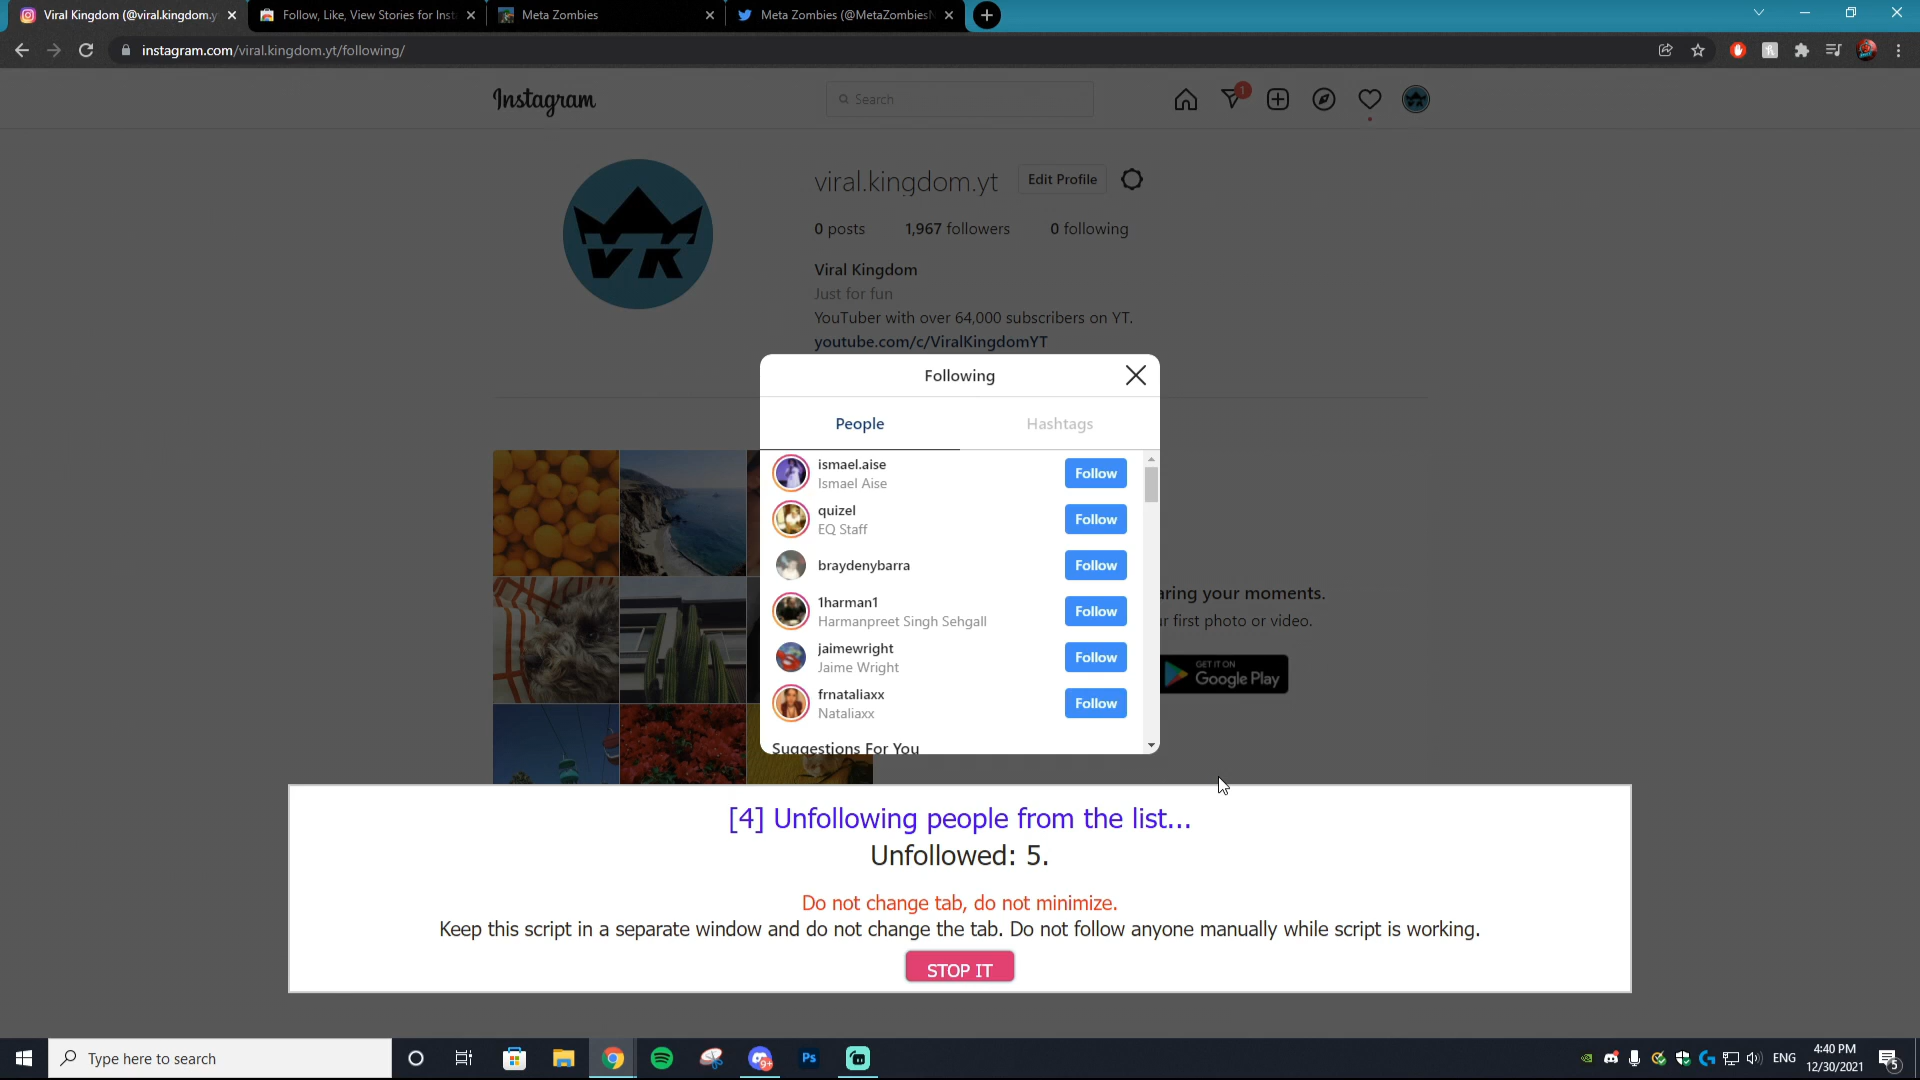 Viral Kingdom (@viral.kingdom.y
Follow, Like, View Stories for Inst
Meta Zombies
Meta Zombies (@MetaZombiesN
instagram.com/viral.kingdom.yt/following/
Instagram
Search
1
viral.kingdom.yt
Edit Profile
0 posts
1,967 followers
0 following
Viral Kingdom
Just for fun
YouTuber with over 64,000 subscribers on YT.
youtube.com/c/ViralKingdomYT
VK
Following
People
Hashtags
ismael.aise
Ismael Aise
Follow
quizel
EQ Staff
Follow
braydenybarra
Follow
1harman1
Harmanpreet Singh Sehgall
Follow
jaimewright
Jaime Wright
Follow
frnataliaxx
Nataliaxx
Follow
Suggestions For You
aring your moments.
ir first photo or video.
GET IT ON
Google Play
[4] Unfollowing people from the list...
Unfollowed: 5.
Do not change tab, do not minimize.
Keep this script in a separate window and do not change the tab. Do not follow anyone manually while script is working.
STOP IT
Type here to search
9+
Ps
ENG
4:40 PM
12/30/2021
5